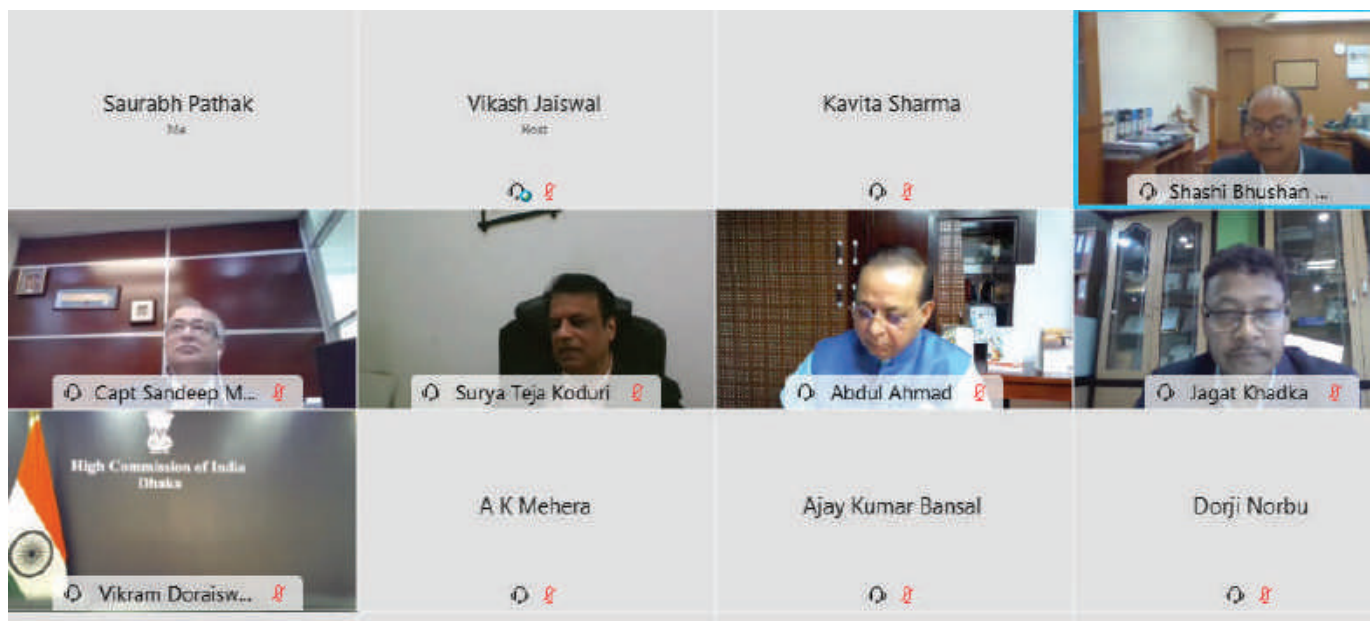 Saurabh Pathak
Me
Vikash Jaiswal
Host
Kavita Sharma
Shashi Bhushan ...
Capt Sandeep M...
Surya Teja Koduri
Abdul Ahmad
Jagat Khadka
High Commission of India
Dhaka
Vikram Doraisw...
A K Mehera
Ajay Kumar Bansal
Dorji Norbu